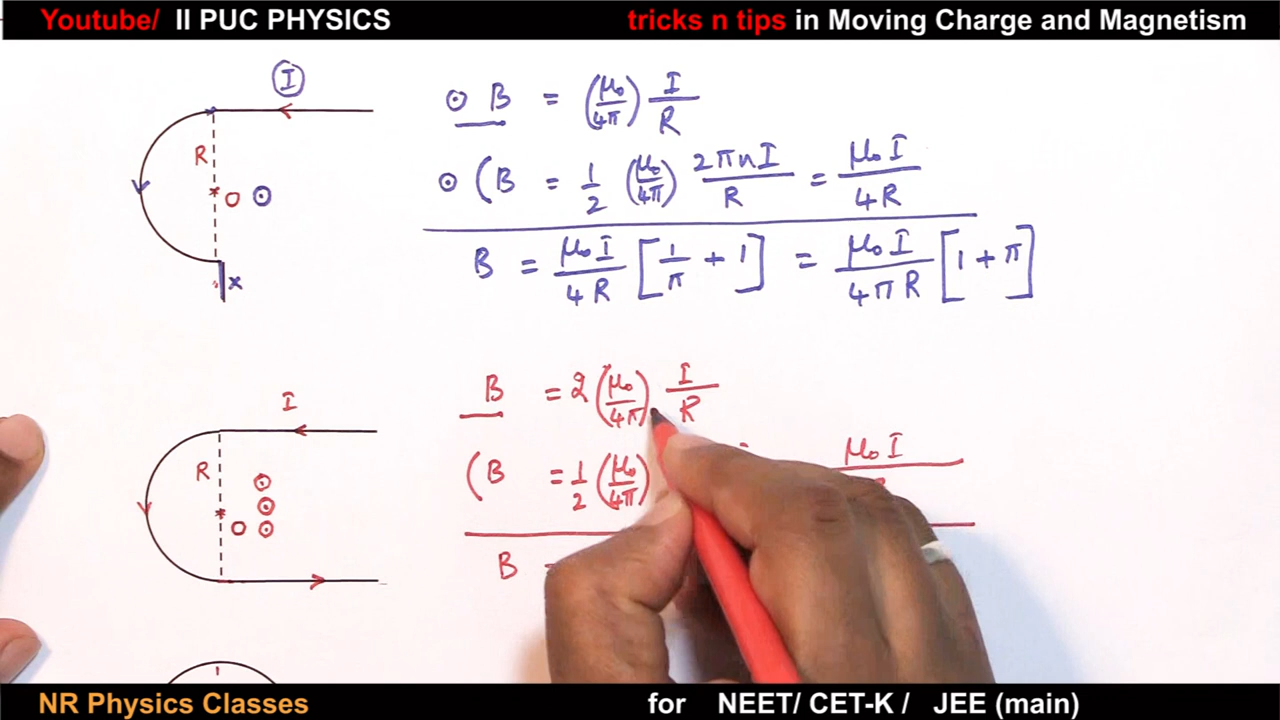 Youtube/ II PUC PHYSICS
tricks n tips in Moving Charge and Magnetism
I
R
O ⊙
x
⊙ B = (μ₀/4π) I/R
⊙ (B = 1/2 (μ₀/4π) 2πnI/R = μ₀I/4R
B = μ₀I/4R [1/π + 1] = μ₀I/4πR [1 + π]
I
R
⊙
⊙
O ⊙
B = 2 (μ₀/4π) I/R
(B = 1/2 (μ₀/4π) μ₀I
B =
NR Physics Classes
for NEET/ CET-K / JEE (main)